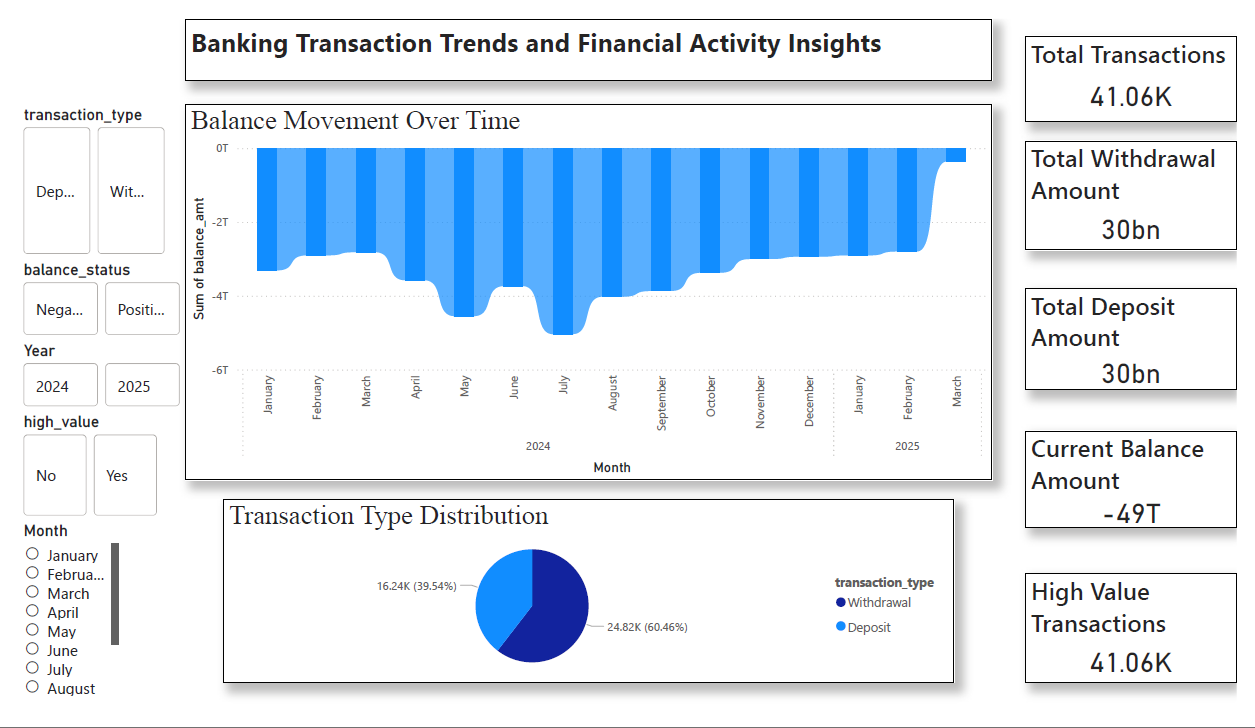 Banking Transaction Trends and Financial Activity Insights
transaction_type
Dep...
Wit...
balance_status
Nega...
Positi...
Year
2024
2025
high_value
No
Yes
Month
January
Februa...
March
April
May
June
July
August
Balance Movement Over Time
Sum of balance_amt
0T
-2T
-4T
-6T
January
February
March
April
May
June
July
August
September
October
November
December
January
February
March
2024
2025
Month
Transaction Type Distribution
16.24K (39.54%)
24.82K (60.46%)
transaction_type
Withdrawal
Deposit
Total Transactions
41.06K
Total Withdrawal
Amount
30bn
Total Deposit
Amount
30bn
Current Balance
Amount
-49T
High Value
Transactions
41.06K